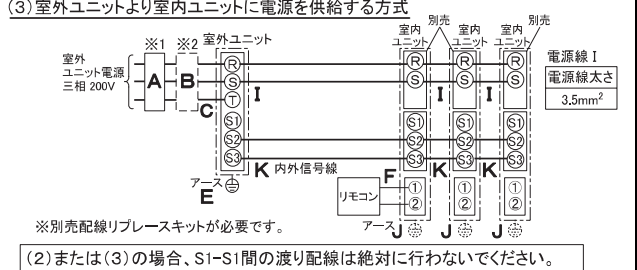 (3)室外ユニットより室内ユニットに電源を供給する方式
※1 ※2 室外ユニット
室内ユニット 別売 室内ユニット 室内ユニット 別売
室外
ユニット電源
三相 200V
A B C
R S T S1 S2 S3
I
R S S1 S2 S3 ① ②
I
R S S1 S2 S3 ① ②
I
R S S1 S2 S3 ① ②
電源線 I
電源線太さ
3.5mm²
K 内外信号線
K K
アース
E
F
リモコン
アース J J J
※別売配線リプレースキットが必要です。
(2)または(3)の場合、S1-S1間の渡り配線は絶対に行わないでください。